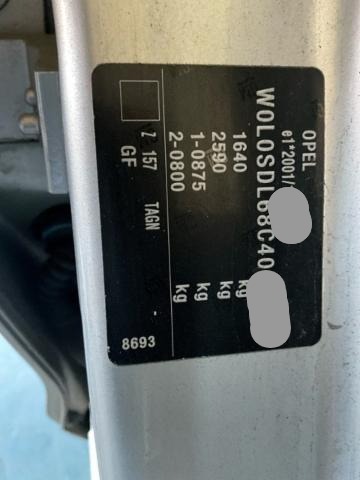 OPEL
e1*2001/
W0L0SDL68C40
1640 kg
2590 kg
1-0875 kg
2-0800 kg
Z 157 TAGN
GF 8693